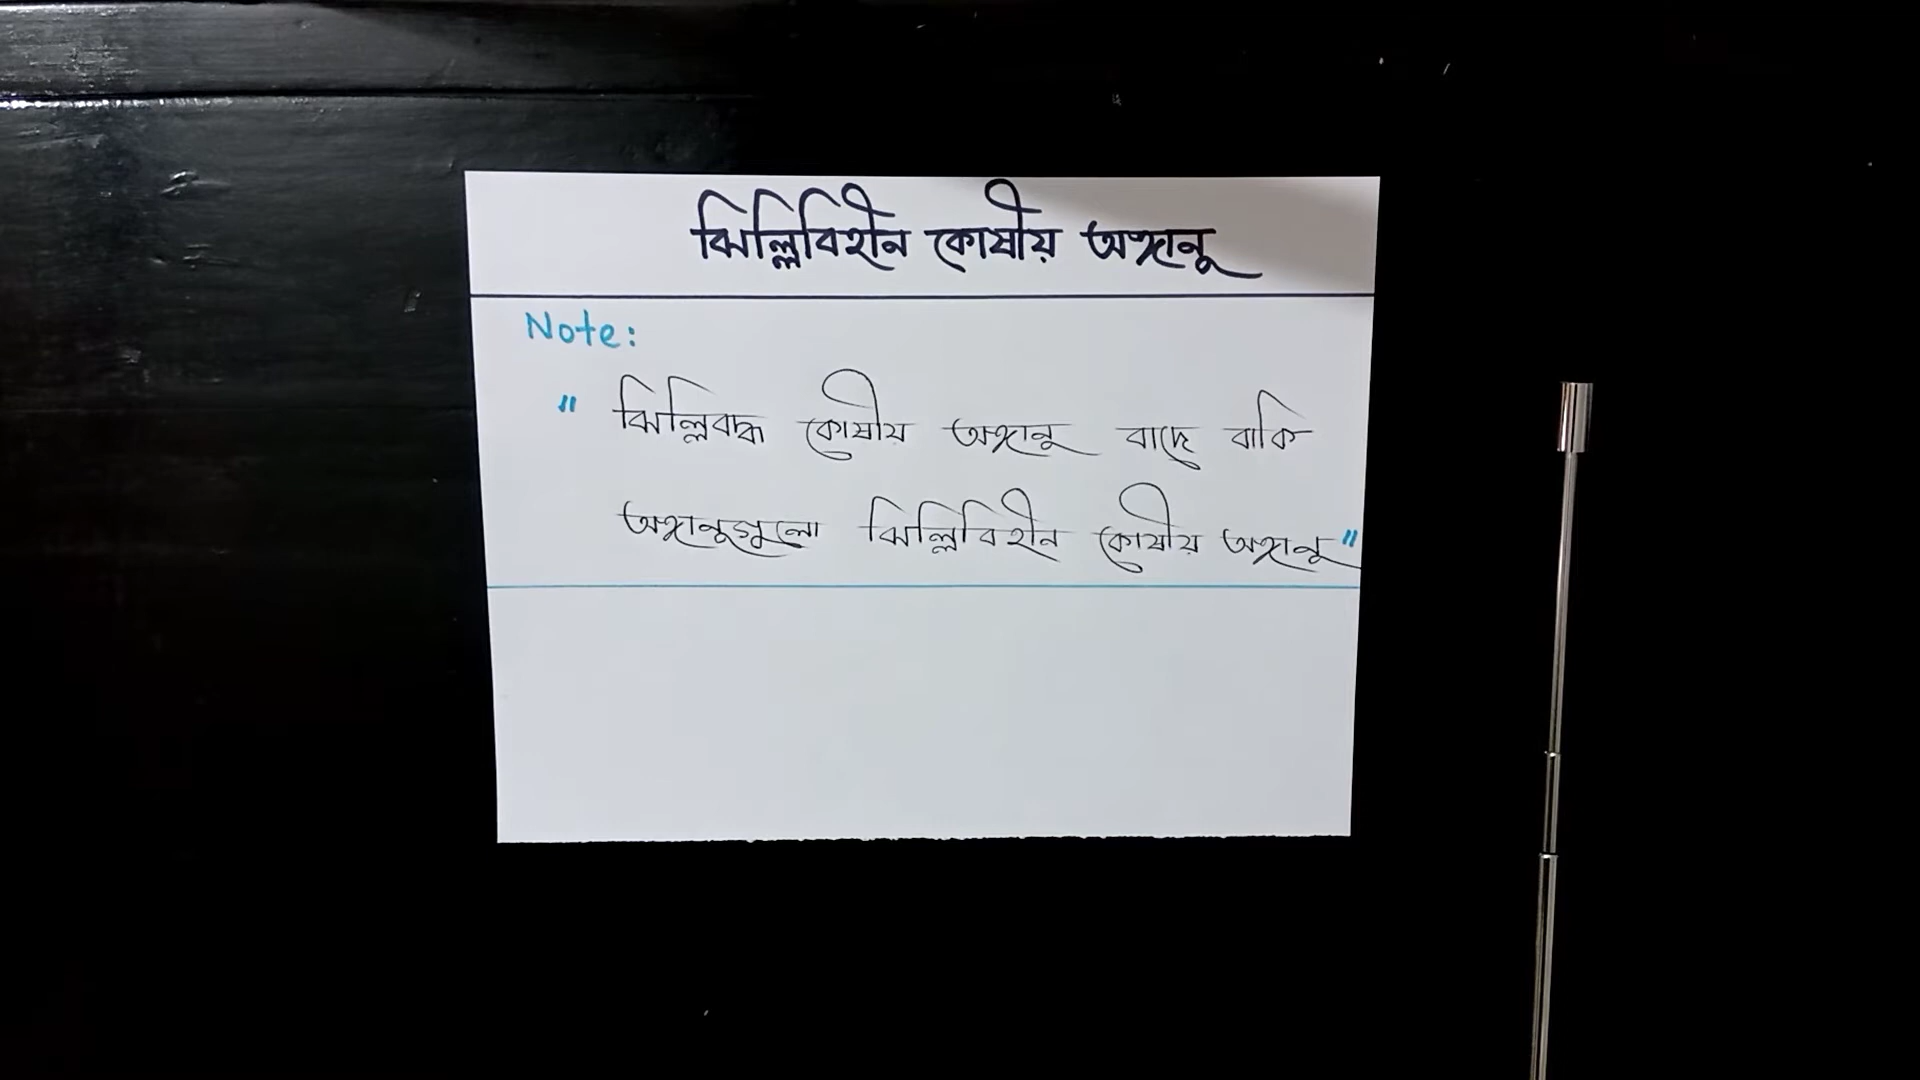 ঝিল্লিবিহীন কোষীয় অঙ্গানু
Note:
" ঝিল্লিবদ্ধ কোষীয় অঙ্গানু বাদে বাকি
অঙ্গানুগুলো ঝিল্লিবিহীন কোষীয় অঙ্গানু"